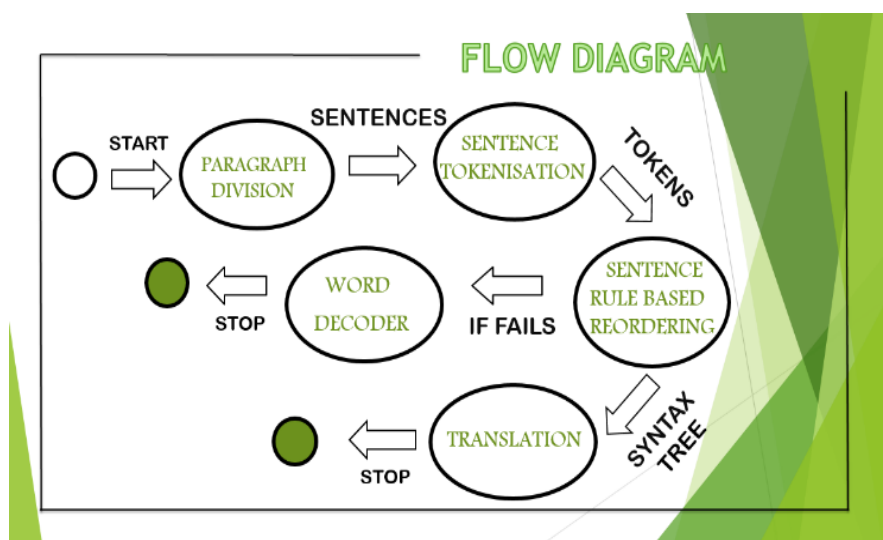 FLOW DIAGRAM
START
PARAGRAPH
DIVISION
SENTENCES
SENTENCE
TOKENISATION
TOKENS
SENTENCE
RULE BASED
REORDERING
IF FAILS
WORD
DECODER
STOP
SYNTAX
TREE
TRANSLATION
STOP